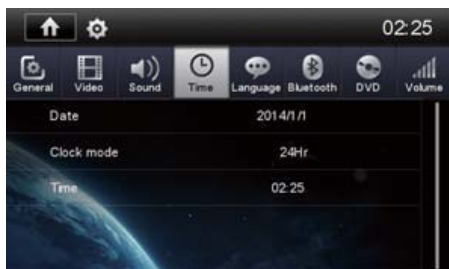 02:25
General Video Sound Time Language Bluetooth DVD Volume
Date 2014/1/1
Clock mode 24Hr
Time 02:25